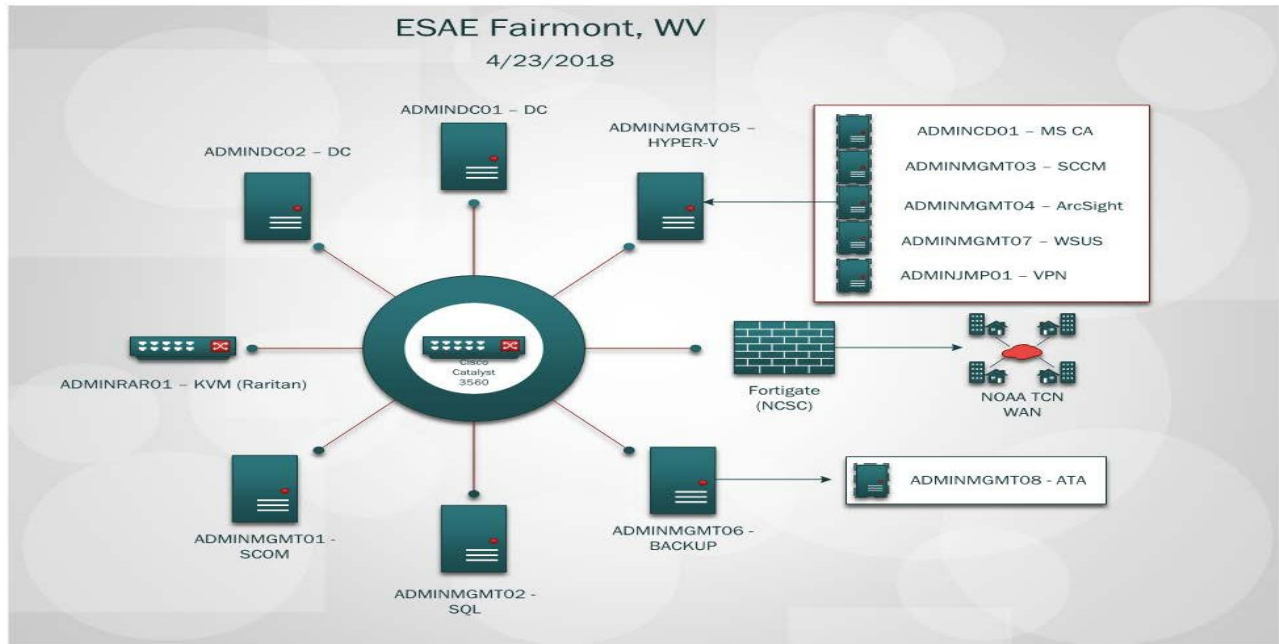 ESAE Fairmont, WV
4/23/2018
ADMINDC01 – DC
ADMINDC02 – DC
ADMINMGMT05 –
HYPER-V
ADMINCD01 – MS CA
ADMINMGMT03 – SCCM
ADMINMGMT04 – ArcSight
ADMINMGMT07 – WSUS
ADMINJMP01 – VPN
ADMINRAR01 – KVM (Raritan)
Cisco
Catalyst
3560
Fortigate
(NCSC)
NOAA TCN
WAN
ADMINMGMT01 -
SCOM
ADMINMGMT02 -
SQL
ADMINMGMT06 -
BACKUP
ADMINMGMT08 - ATA